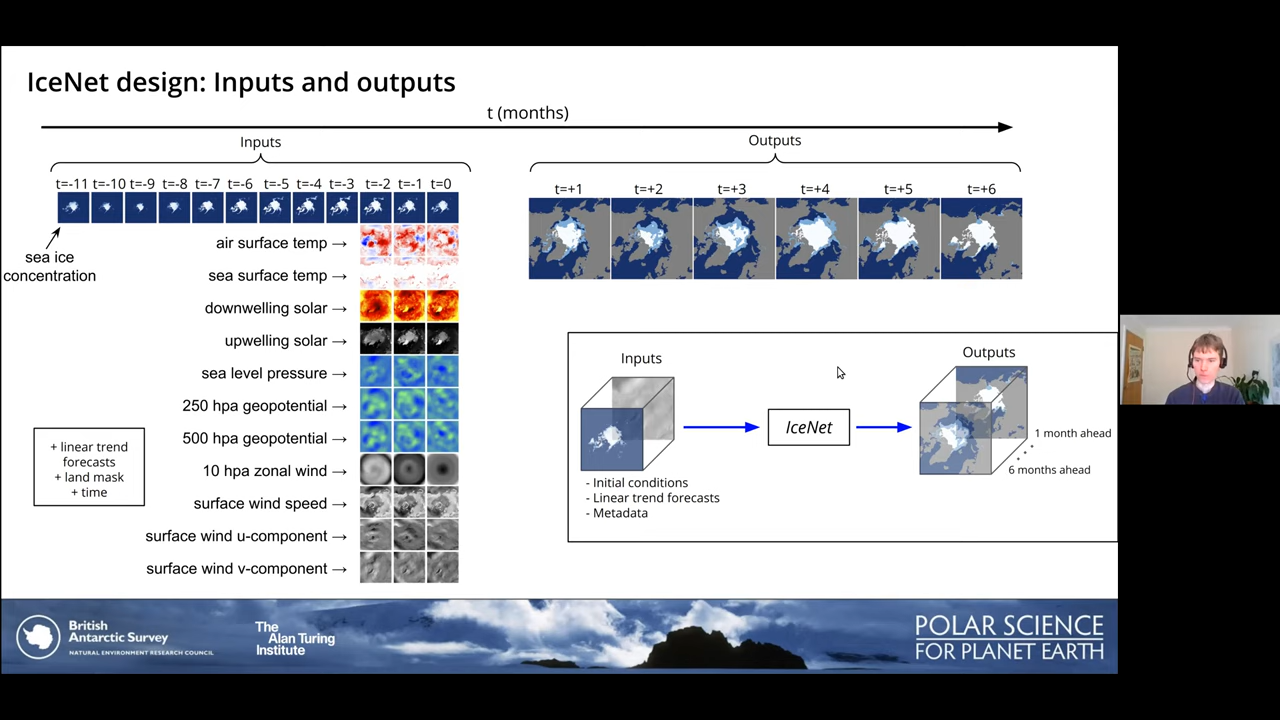 IceNet design: Inputs and outputs
t (months)
Inputs
Outputs
t=-11 t=-10 t=-9 t=-8 t=-7 t=-6 t=-5 t=-4 t=-3 t=-2 t=-1 t=0
t=+1 t=+2 t=+3 t=+4 t=+5 t=+6
sea ice
concentration
air surface temp →
sea surface temp →
downwelling solar →
upwelling solar →
sea level pressure →
250 hpa geopotential →
500 hpa geopotential →
10 hpa zonal wind →
surface wind speed →
surface wind u-component →
surface wind v-component →
+ linear trend
forecasts
+ land mask
+ time
Inputs
- Initial conditions
- Linear trend forecasts
- Metadata
IceNet
Outputs
1 month ahead
6 months ahead
British
Antarctic Survey
NATURAL ENVIRONMENT RESEARCH COUNCIL
The
Alan Turing
Institute
POLAR SCIENCE
FOR PLANET EARTH